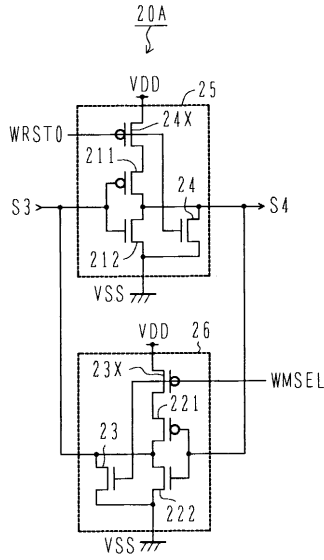 20A
VDD
25
WRST0
24X
211
24
S3
S4
212
VSS
VDD
26
23X
WMSEL
221
23
222
VSS